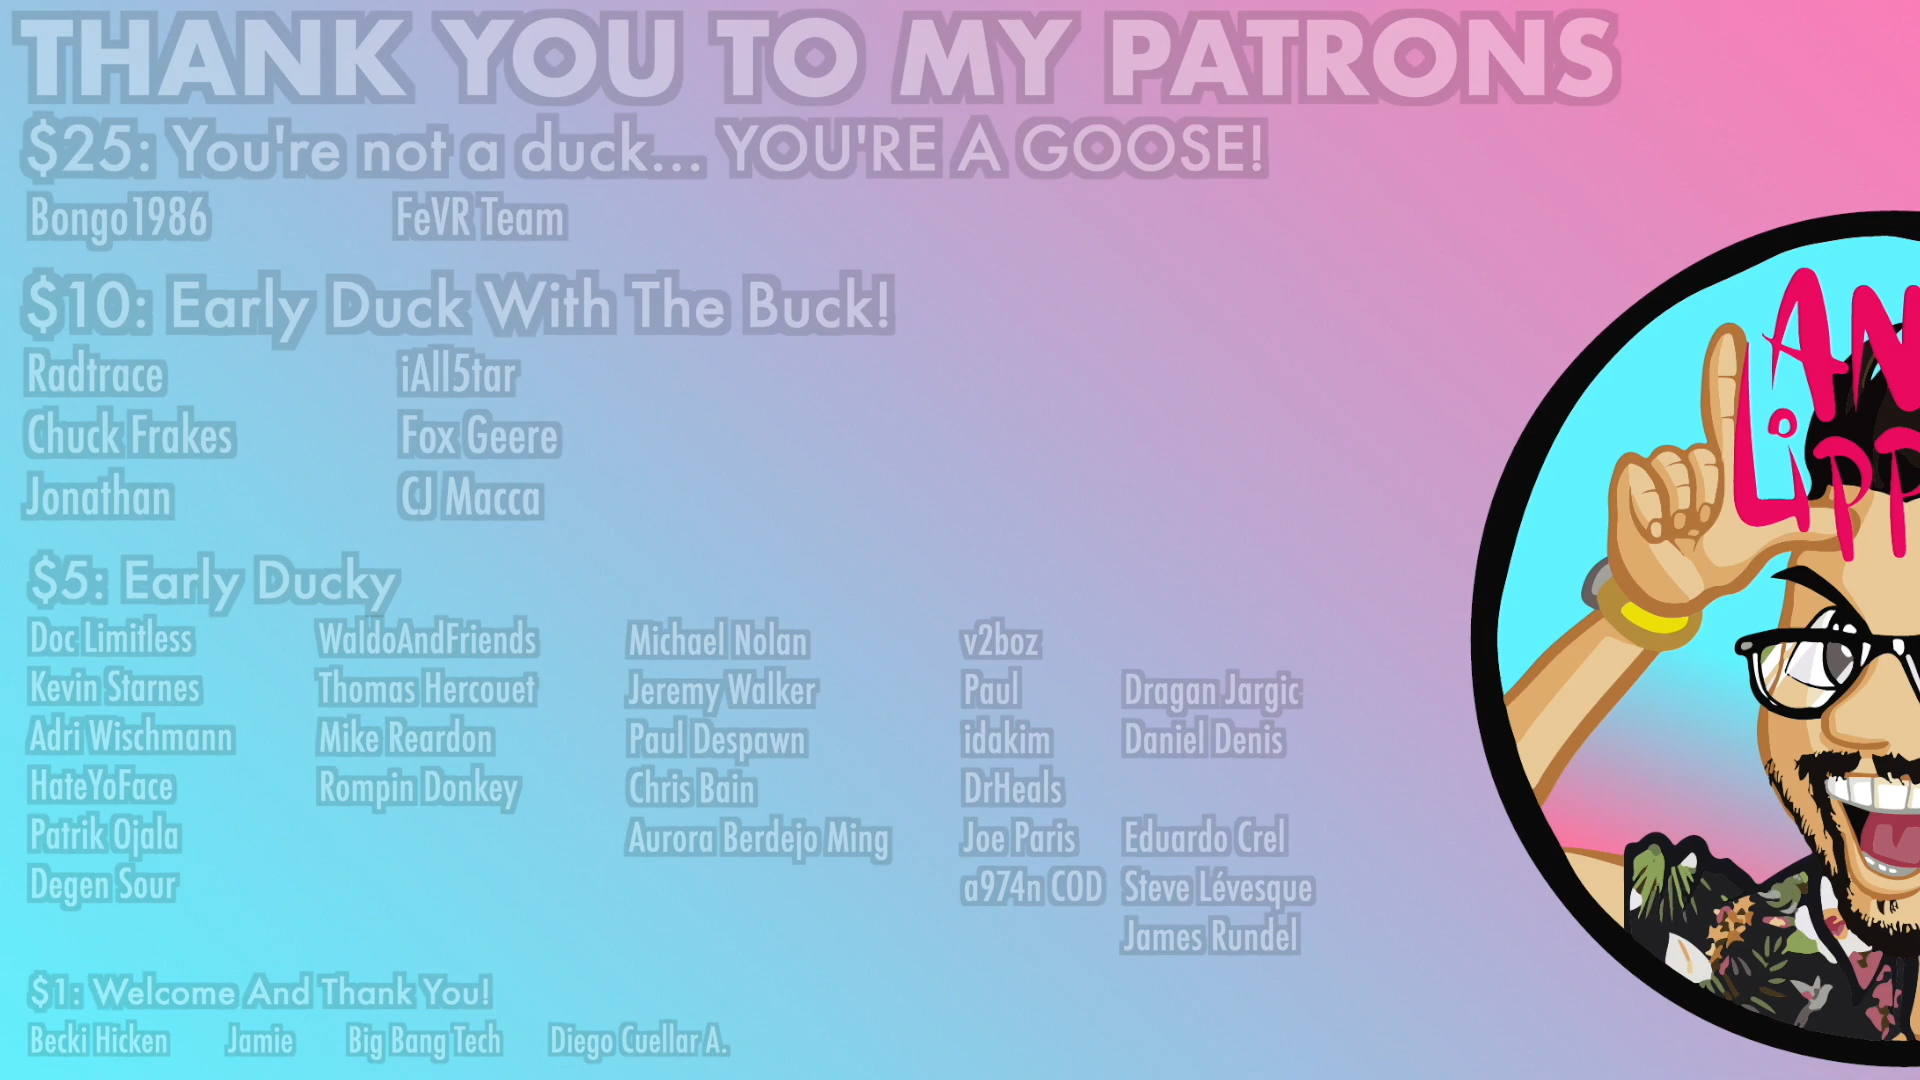 THANK YOU TO MY PATRONS
$25: You're not a duck... YOU'RE A GOOSE!
Bongo1986 FeVR Team
$10: Early Duck With The Buck!
Radtrace iAll5tar
Chuck Frakes Fox Geere
Jonathan CJ Macca
$5: Early Ducky
Doc Limitless WaldoAndFriends Michael Nolan v2boz
Kevin Starnes Thomas Hercouet Jeremy Walker Paul Dragan Jargic
Adri Wischmann Mike Reardon Paul Despawn idakim Daniel Denis
HateYoFace Rompin Donkey Chris Bain DrHeals
Patrik Ojala Aurora Berdejo Ming Joe Paris Eduardo Crel
Degen Sour a974n COD Steve Lévesque
James Rundel
$1: Welcome And Thank You!
Becki Hicken Jamie Big Bang Tech Diego Cuellar A.